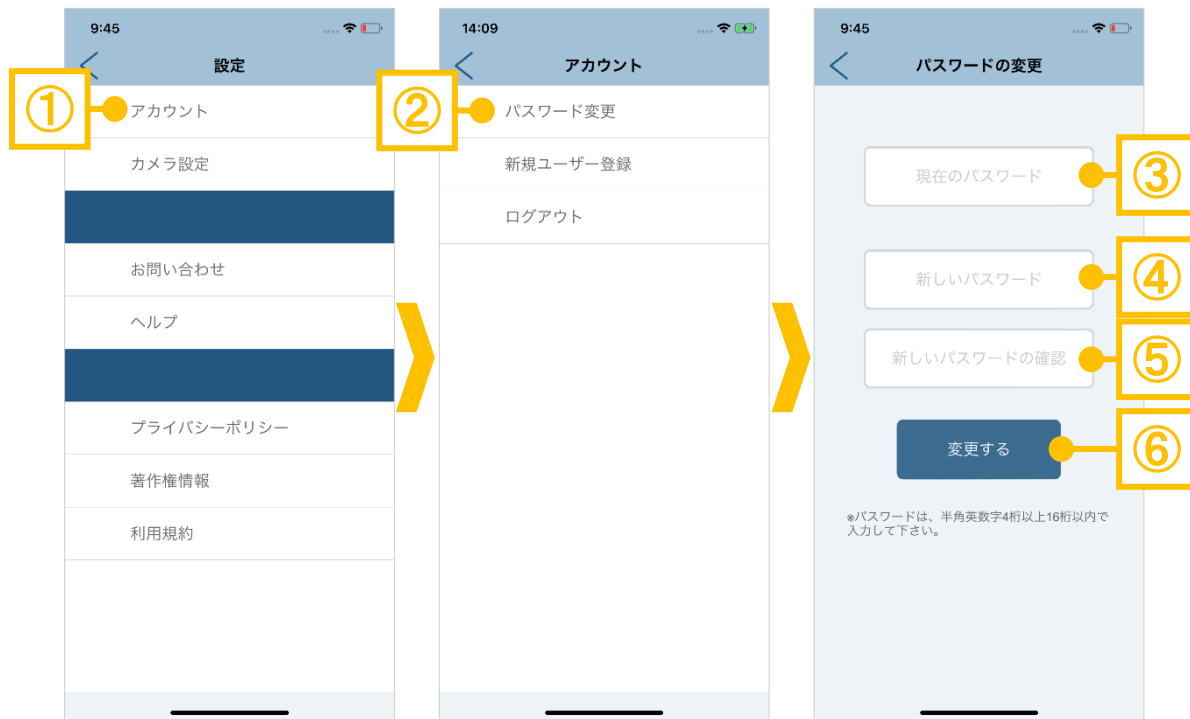 9:45
設定
①
アカウント
カメラ設定
お問い合わせ
ヘルプ
プライバシーポリシー
著作権情報
利用規約
14:09
アカウント
②
パスワード変更
新規ユーザー登録
ログアウト
9:45
パスワードの変更
現在のパスワード
③
新しいパスワード
④
新しいパスワードの確認
⑤
変更する
⑥
※パスワードは、半角英数字4桁以上16桁以内で
入力して下さい。